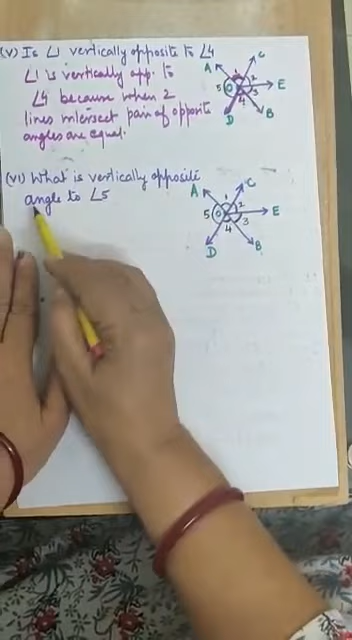 (V) Is ∠1 vertically opposite to ∠4
∠1 is vertically opp. to
∠4 because when 2
lines intersect pair of opposite
angles are equal.
A
C
1
2
5
O
E
3
4
D
B
(VI) What is vertically opposite
angle to ∠5
A
C
1
2
5
O
E
3
4
D
B